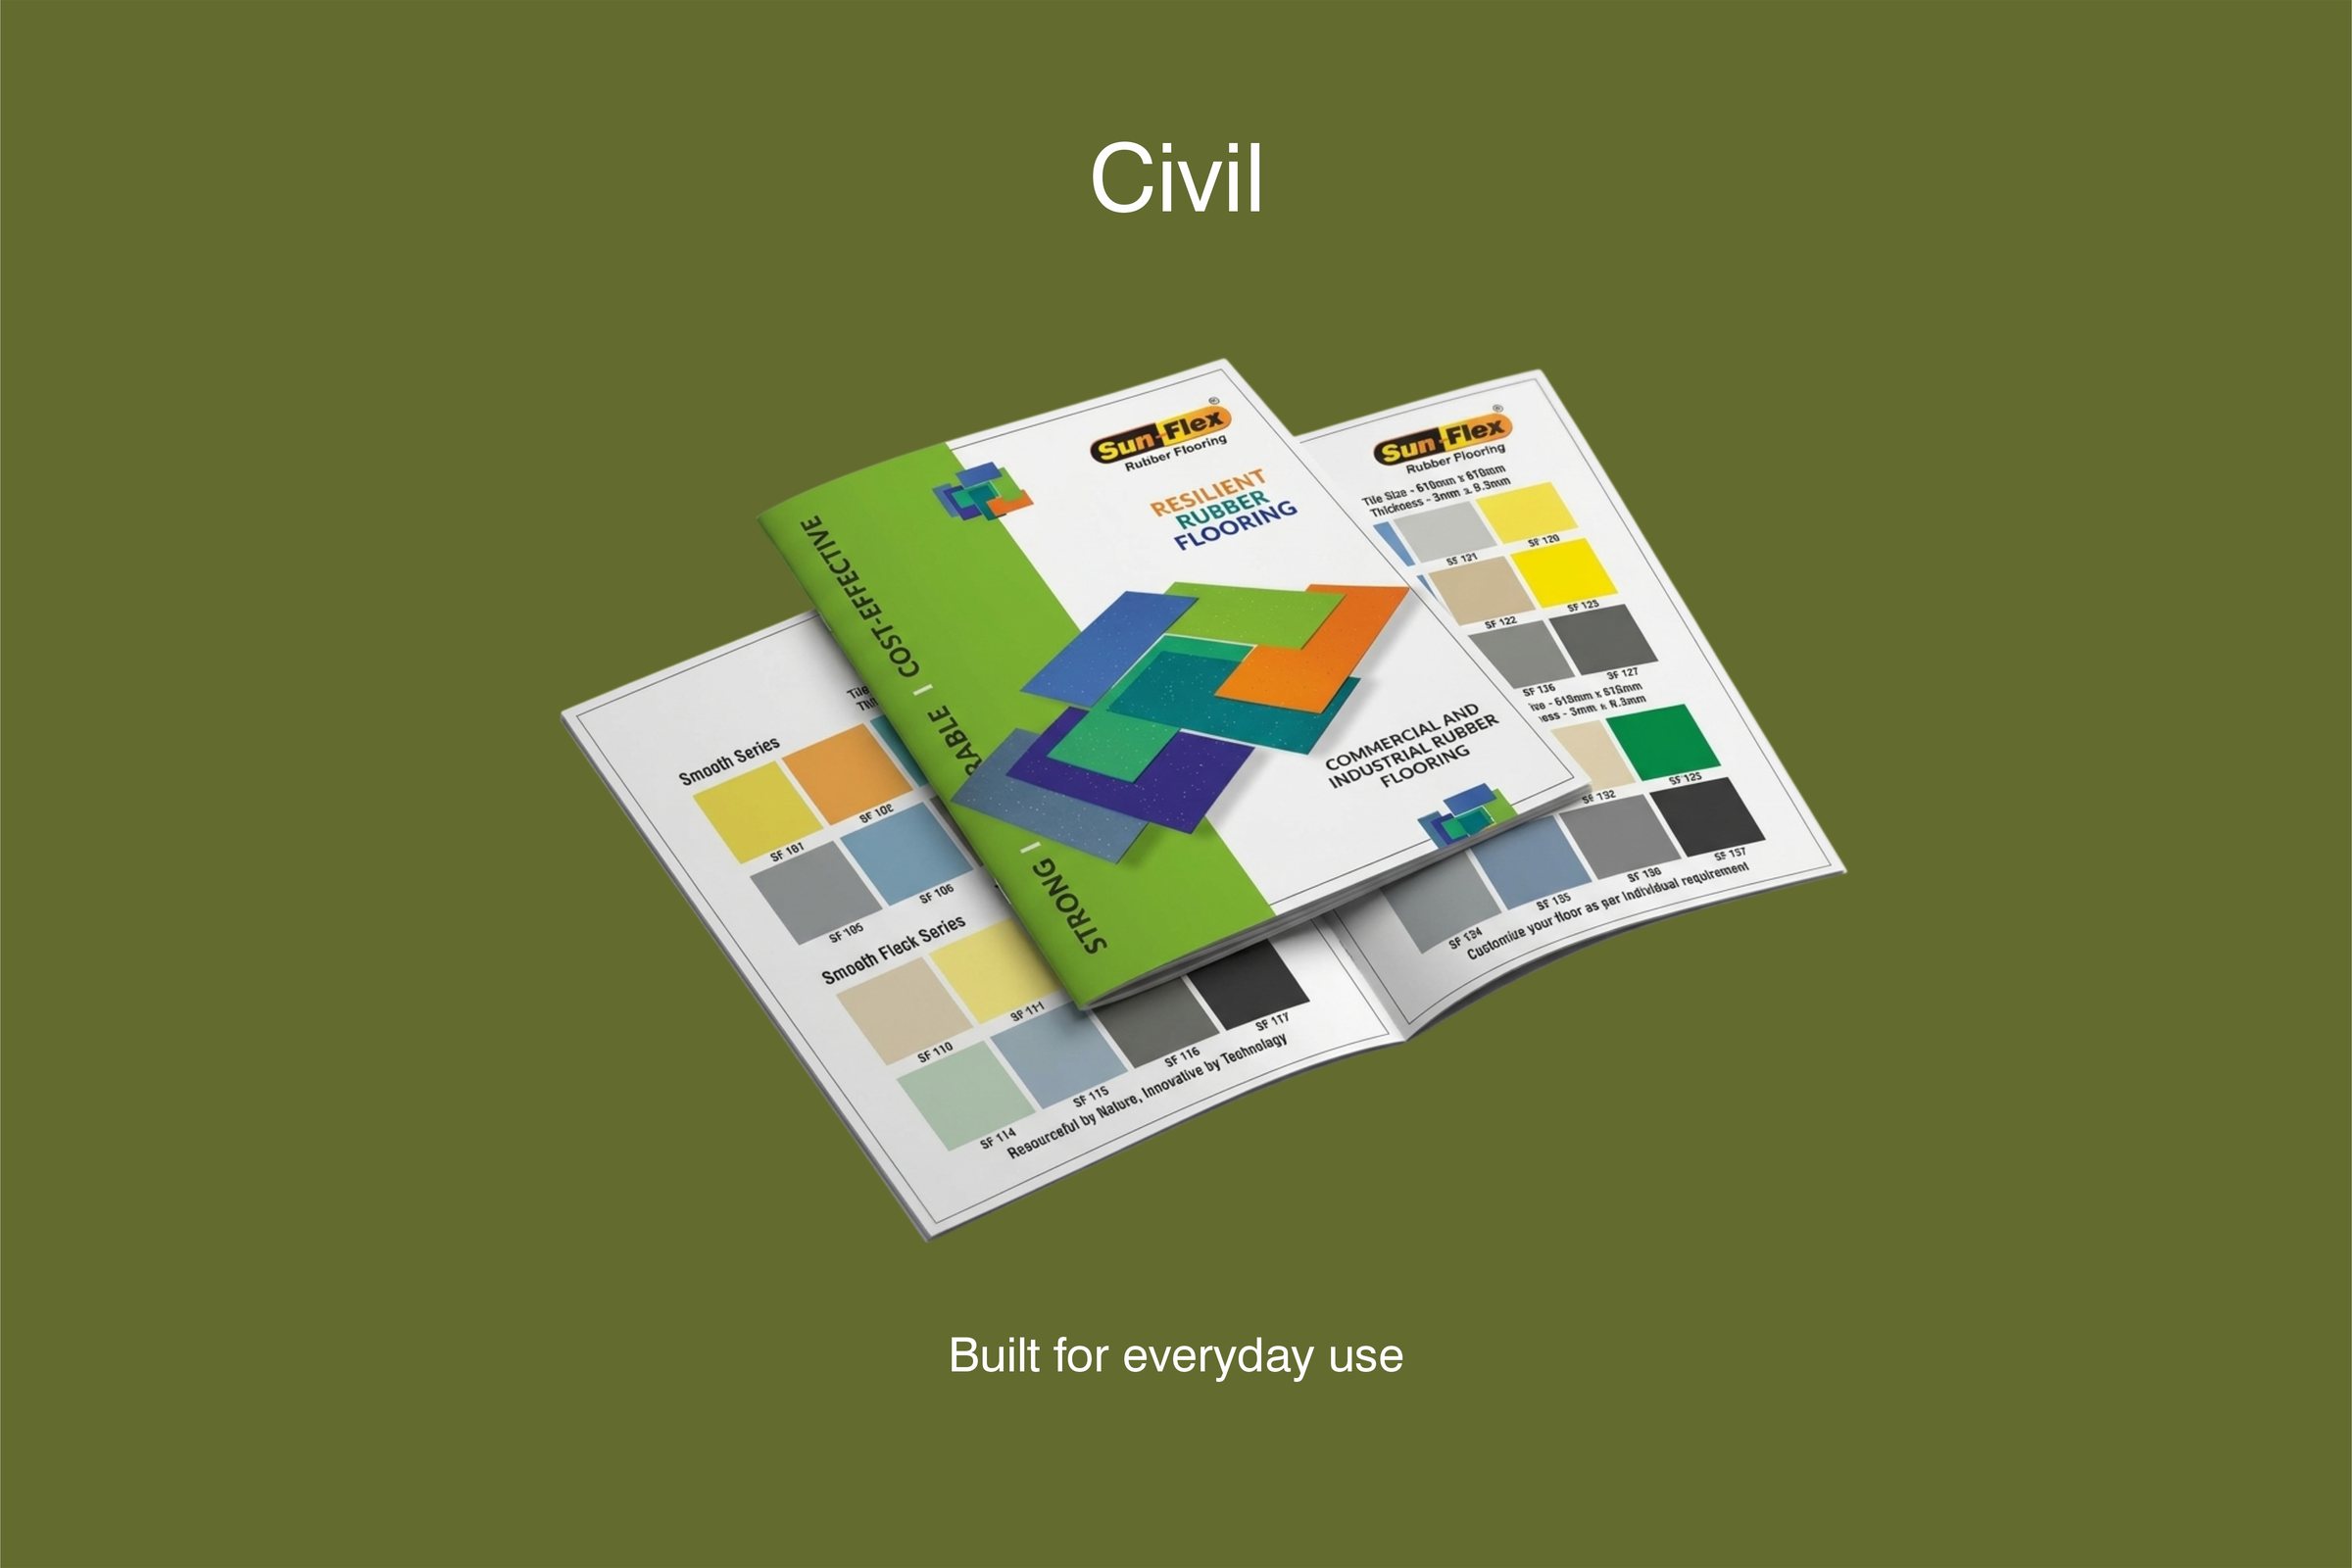 Civil
Sun-Flex®
Rubber Flooring
RESILIENT
RUBBER
FLOORING
STRONG | RABLE | COST-EFFECTIVE
COMMERCIAL AND
INDUSTRIAL RUBBER
FLOORING
Smooth Series
SF 101
SF 105
SF 106
Smooth Fleck Series
SF 110
SF 111
SF 114
SF 115
SF 116
SF 117
Resourceful by Nature, Innovative by Technology
Sun-Flex®
Rubber Flooring
Tile Size - 610mm x 610mm
Thickness - 3mm
SF 121
SF 120
SF 122
SF 123
SF 136
SF 127
SF 132
SF 125
SF 134
SF 135
SF 136
SF 137
Customize your floor as per individual requirement
Built for everyday use